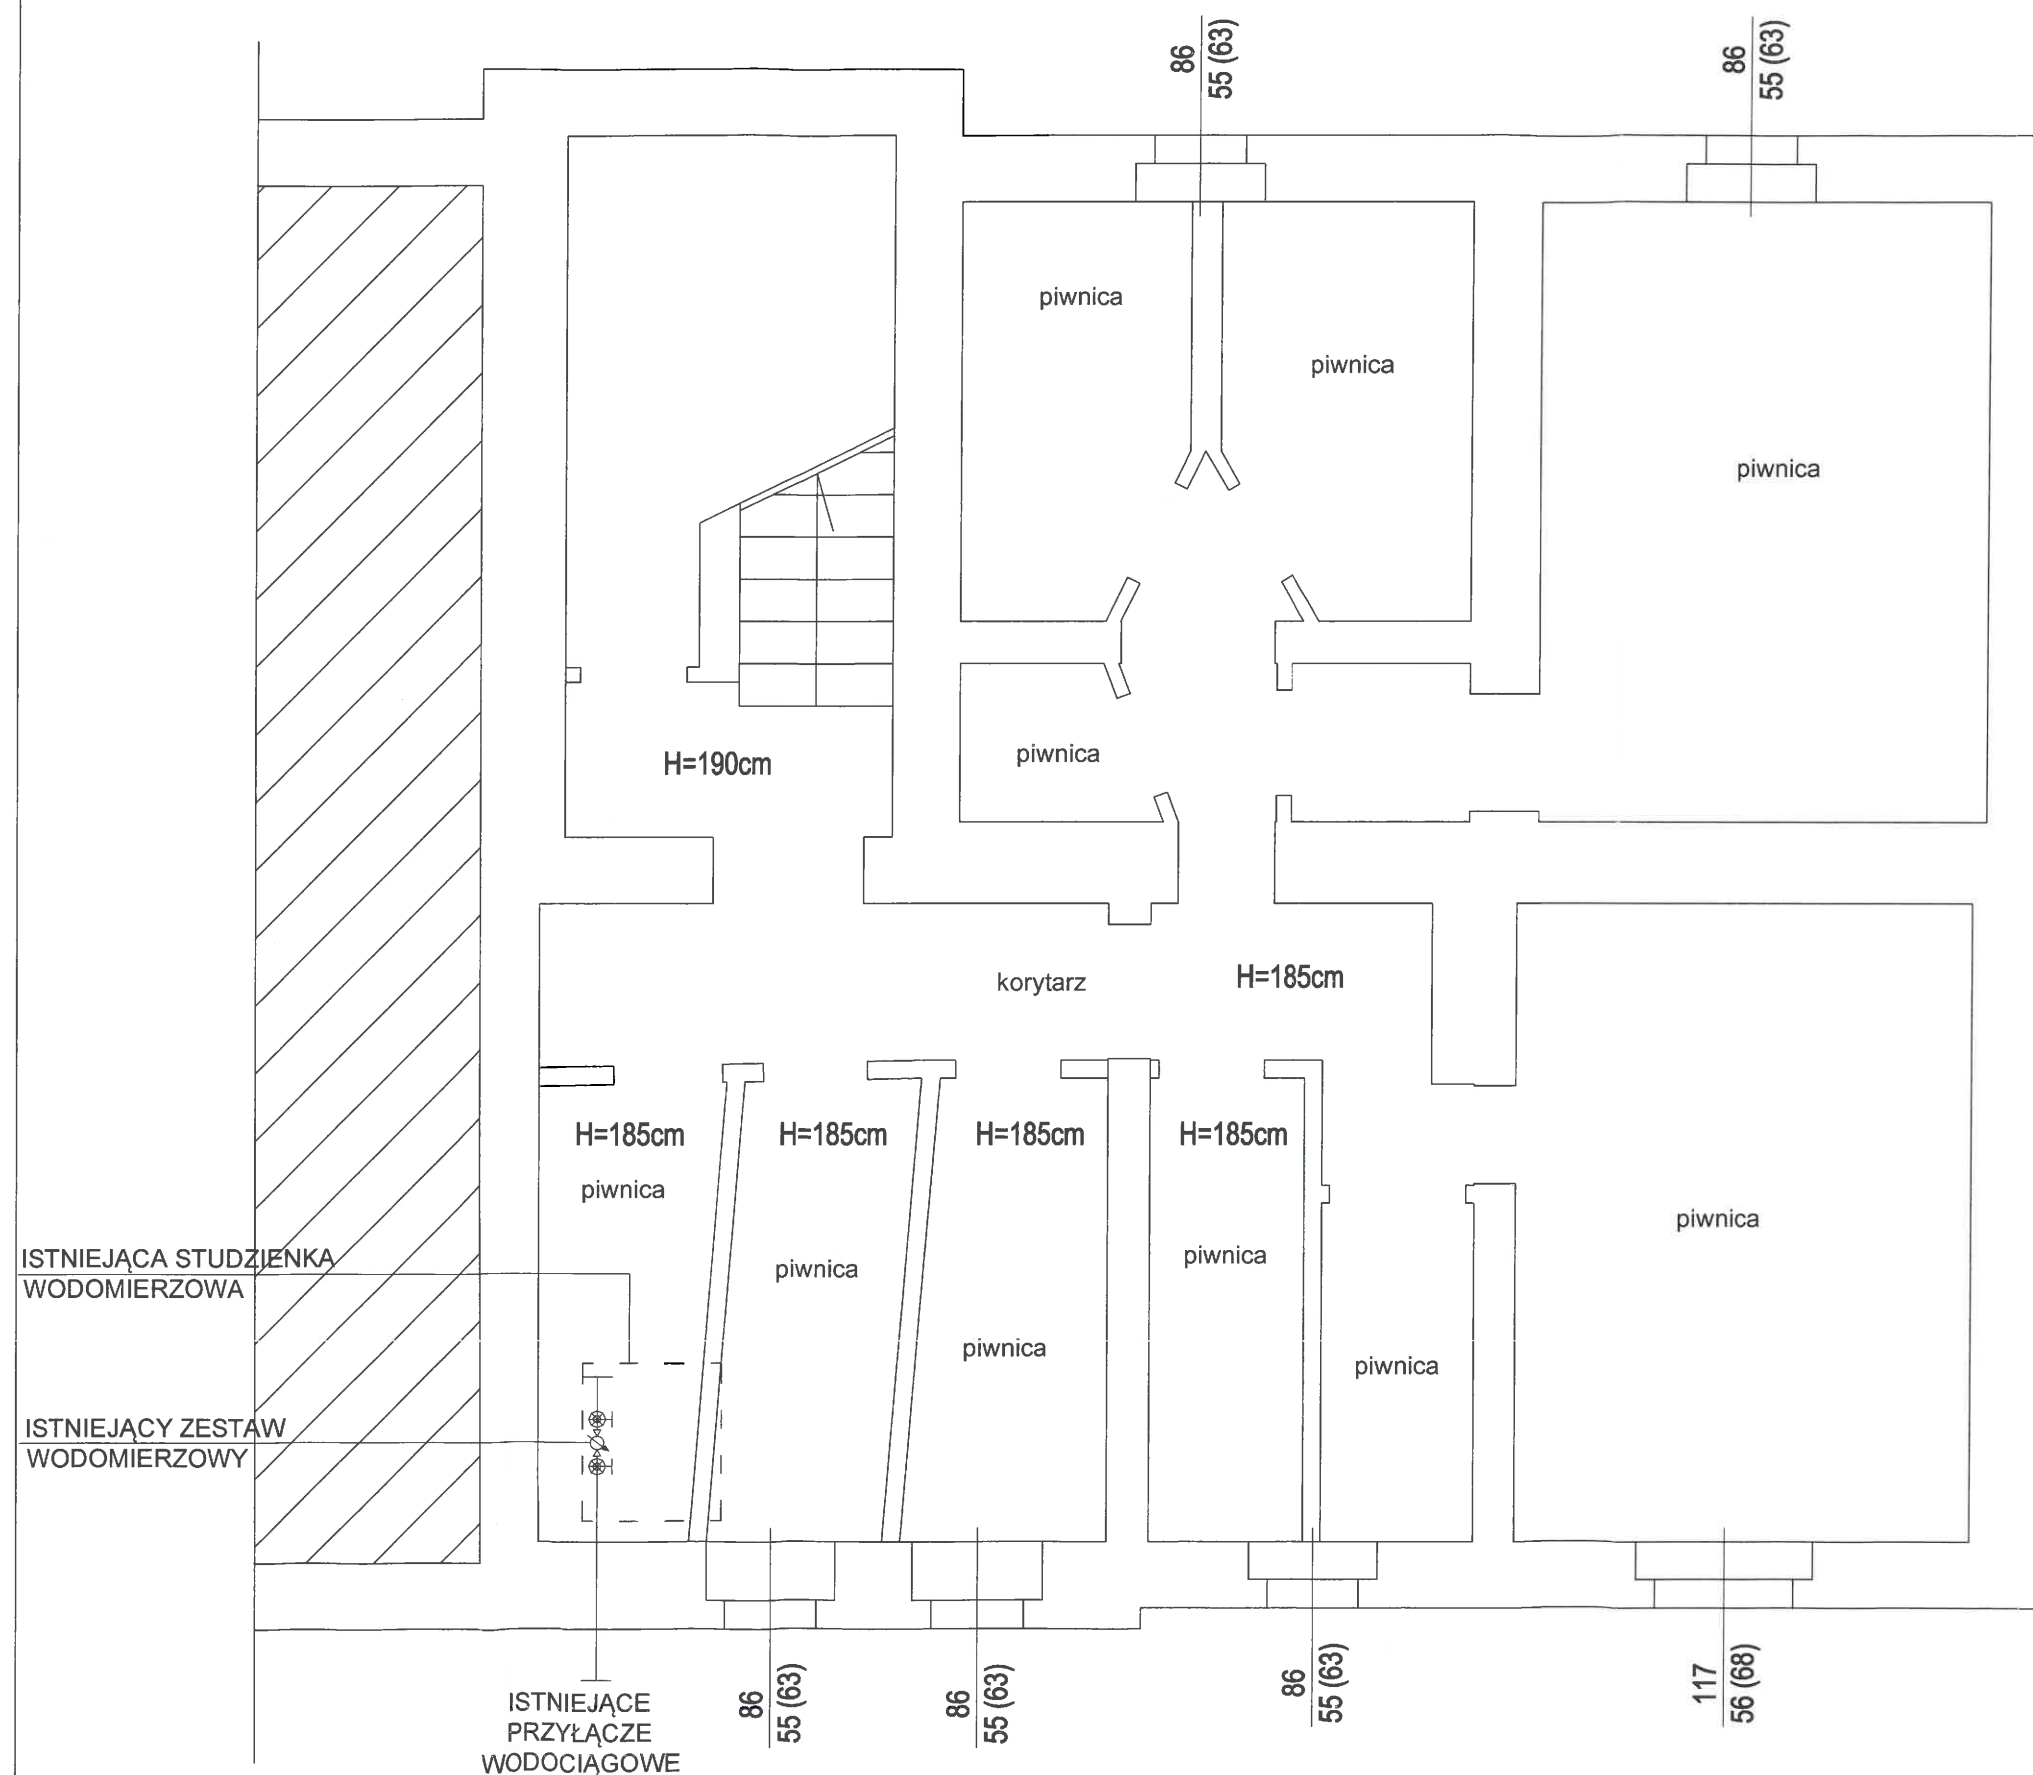 86
55 (63)
86
55 (63)
piwnica
piwnica
piwnica
piwnica
H=190cm
korytarz
H=185cm
H=185cm
H=185cm
H=185cm
H=185cm
piwnica
piwnica
piwnica
piwnica
piwnica
piwnica
ISTNIEJĄCA STUDZIENKA
WODOMIERZOWA
ISTNIEJĄCY ZESTAW
WODOMIERZOWY
ISTNIEJĄCE
PRZYŁĄCZE
WODOCIĄGOWE
86
55 (63)
86
55 (63)
86
55 (63)
117
56 (68)